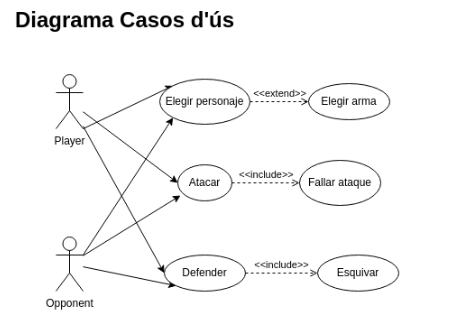 Diagrama Casos d'ús
Player
Elegir personaje
<<extend>>
Elegir arma
Atacar
<<include>>
Fallar ataque
Opponent
Defender
<<include>>
Esquivar